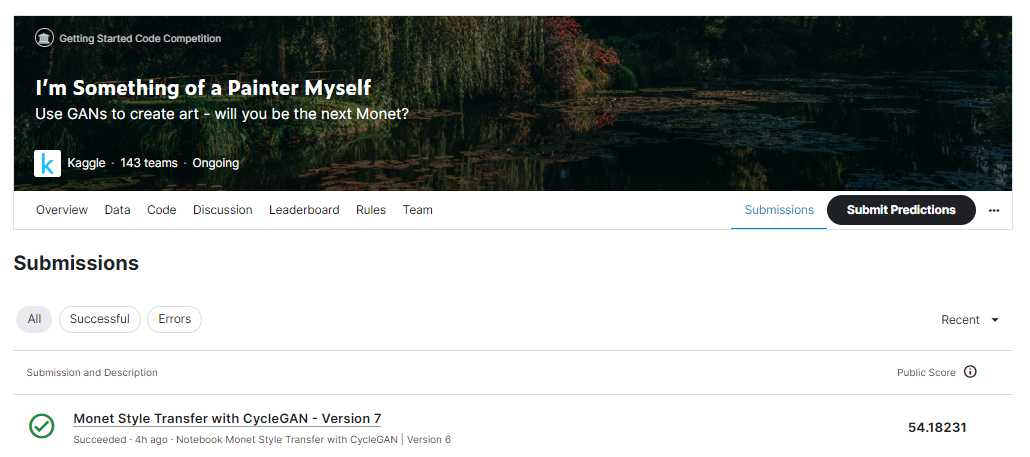 Getting Started Code Competition
I'm Something of a Painter Myself
Use GANs to create art - will you be the next Monet?
k Kaggle · 143 teams · Ongoing
Overview Data Code Discussion Leaderboard Rules Team Submissions Submit Predictions
Submissions
All Successful Errors Recent
Submission and Description Public Score
Monet Style Transfer with CycleGAN - Version 7
54.18231
Succeeded · 4h ago · Notebook Monet Style Transfer with CycleGAN | Version 6